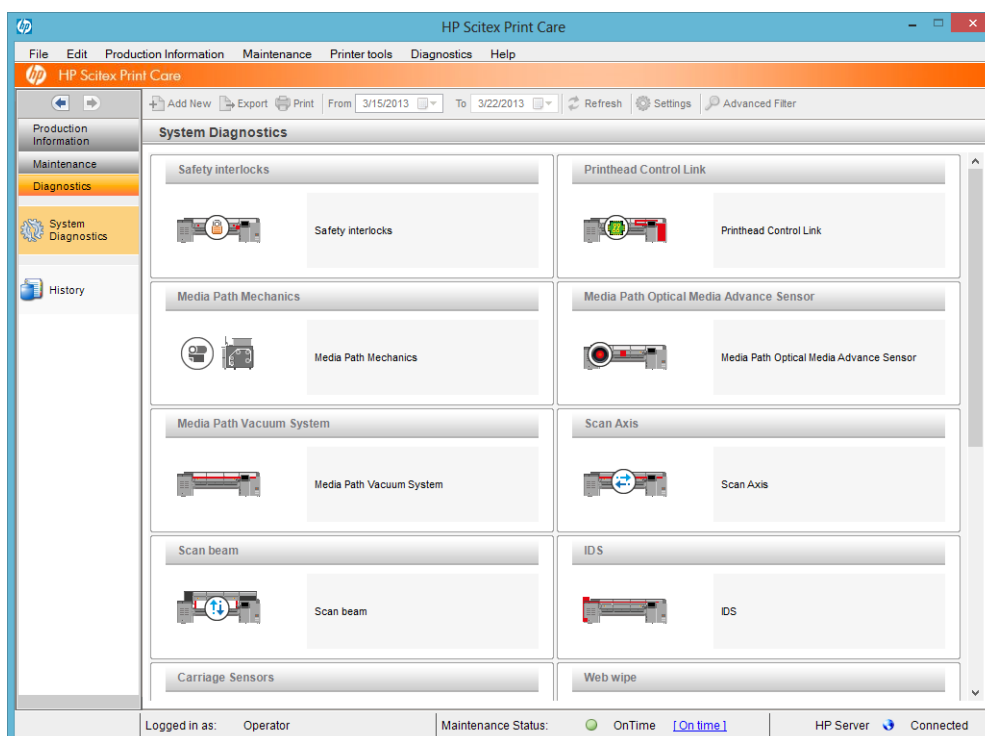 HP Scitex Print Care
File Edit Production Information Maintenance Printer tools Diagnostics Help
hp HP Scitex Print Care
Add New Export Print From 3/15/2013 To 3/22/2013 Refresh Settings Advanced Filter
Production
Information
Maintenance
Diagnostics
System
Diagnostics
History
System Diagnostics
Safety interlocks
Safety interlocks
Printhead Control Link
Printhead Control Link
Media Path Mechanics
Media Path Mechanics
Media Path Optical Media Advance Sensor
Media Path Optical Media Advance Sensor
Media Path Vacuum System
Media Path Vacuum System
Scan Axis
Scan Axis
Scan beam
Scan beam
IDS
IDS
Carriage Sensors
Web wipe
Logged in as: Operator Maintenance Status: OnTime [ On time ] HP Server Connected